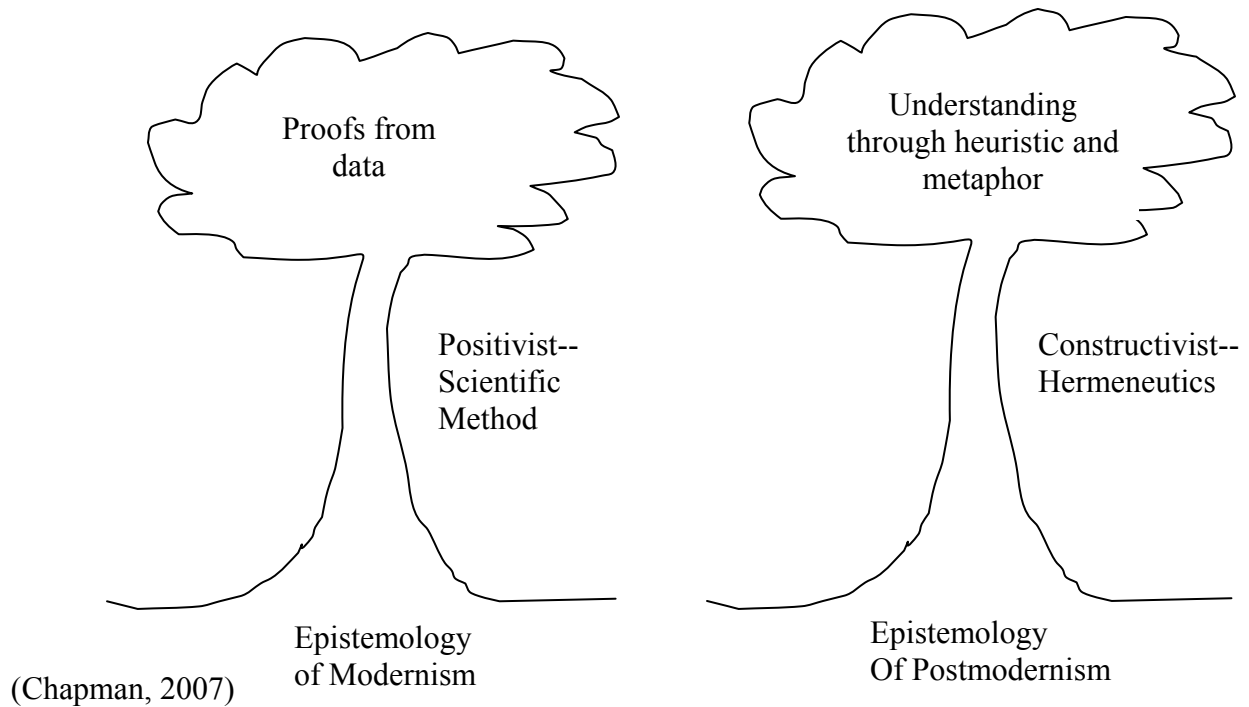 Proofs from
data
Understanding
through heuristic and
metaphor
Positivist--
Scientific
Method
Constructivist--
Hermeneutics
Epistemology
of Modernism
Epistemology
Of Postmodernism
(Chapman, 2007)